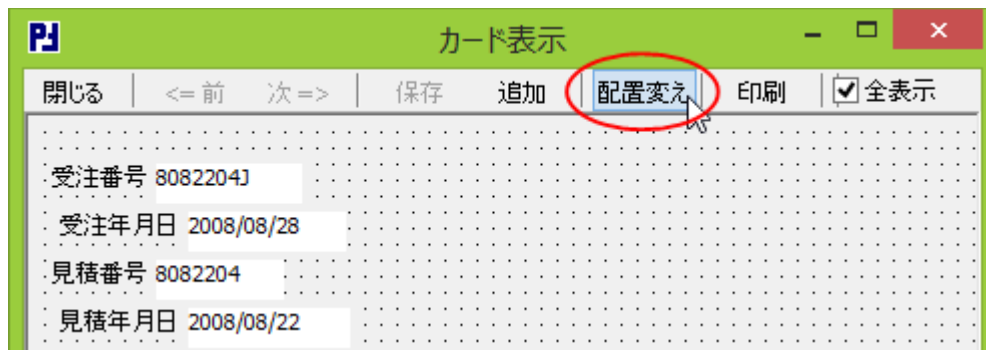 カード表示
閉じる <= 前 次 => 保存 追加 配置変え 印刷 全表示
受注番号 8082204J
受注年月日 2008/08/28
見積番号 8082204
見積年月日 2008/08/22